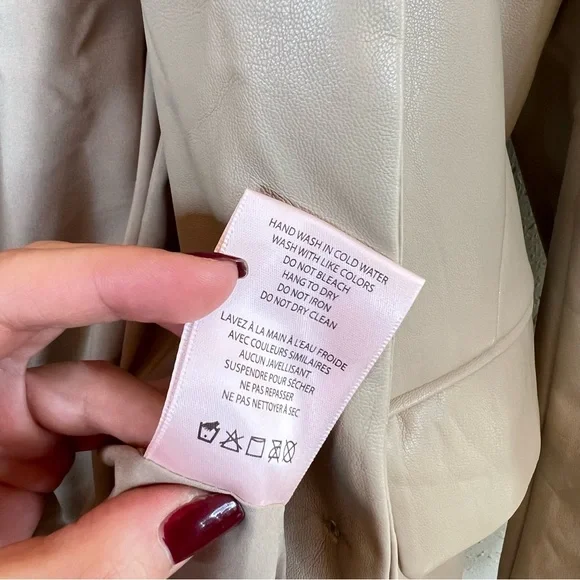 HAND WASH IN COLD WATER
WASH WITH LIKE COLORS
DO NOT BLEACH
HANG TO DRY
DO NOT IRON
DO NOT DRY CLEAN
LAVEZ À LA MAIN À L'EAU FROIDE
AVEC COULEURS SIMILAIRES
AUCUN JAVELLISANT
SUSPENDRE POUR SÉCHER
NE PAS REPASSER
NE PAS NETTOYER À SEC